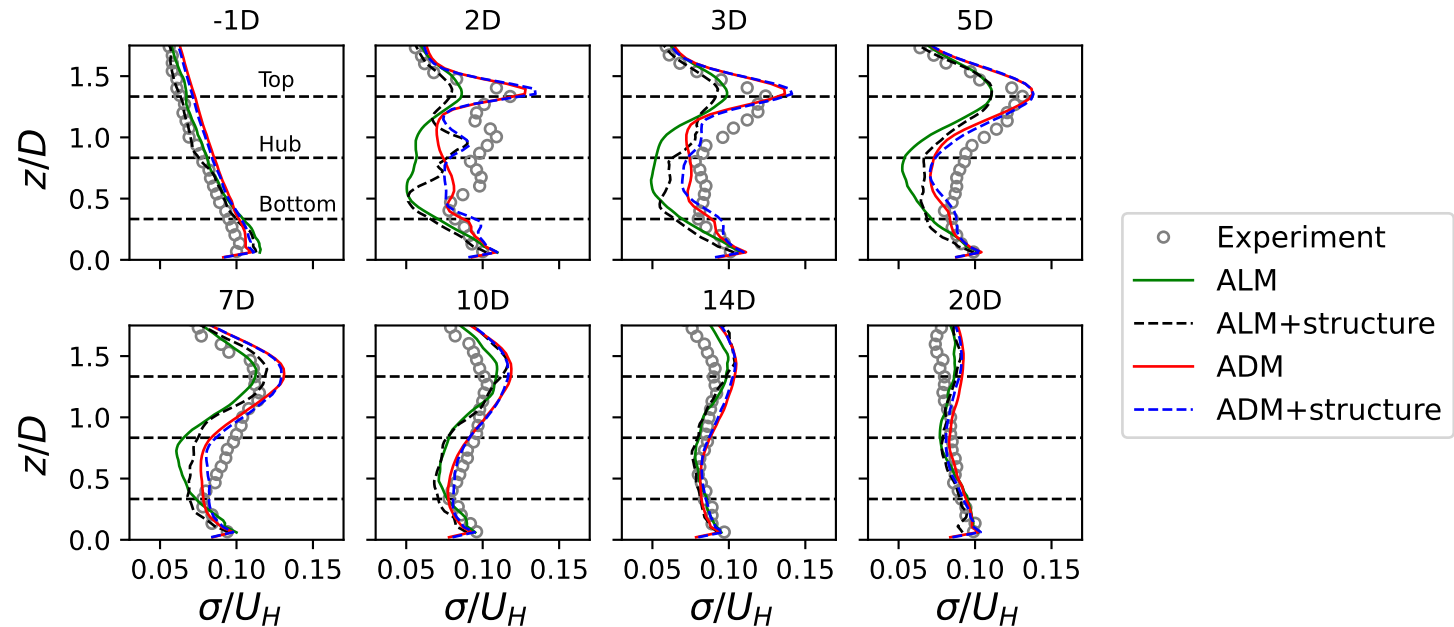 -1D 2D 3D 5D
1.5
1.0
0.5
0.0
z/D
Top
Hub
Bottom
7D 10D 14D 20D
1.5
1.0
0.5
0.0
z/D
0.05 0.10 0.15 0.05 0.10 0.15 0.05 0.10 0.15 0.05 0.10 0.15
σ/U_H σ/U_H σ/U_H σ/U_H
Experiment
ALM
ALM+structure
ADM
ADM+structure